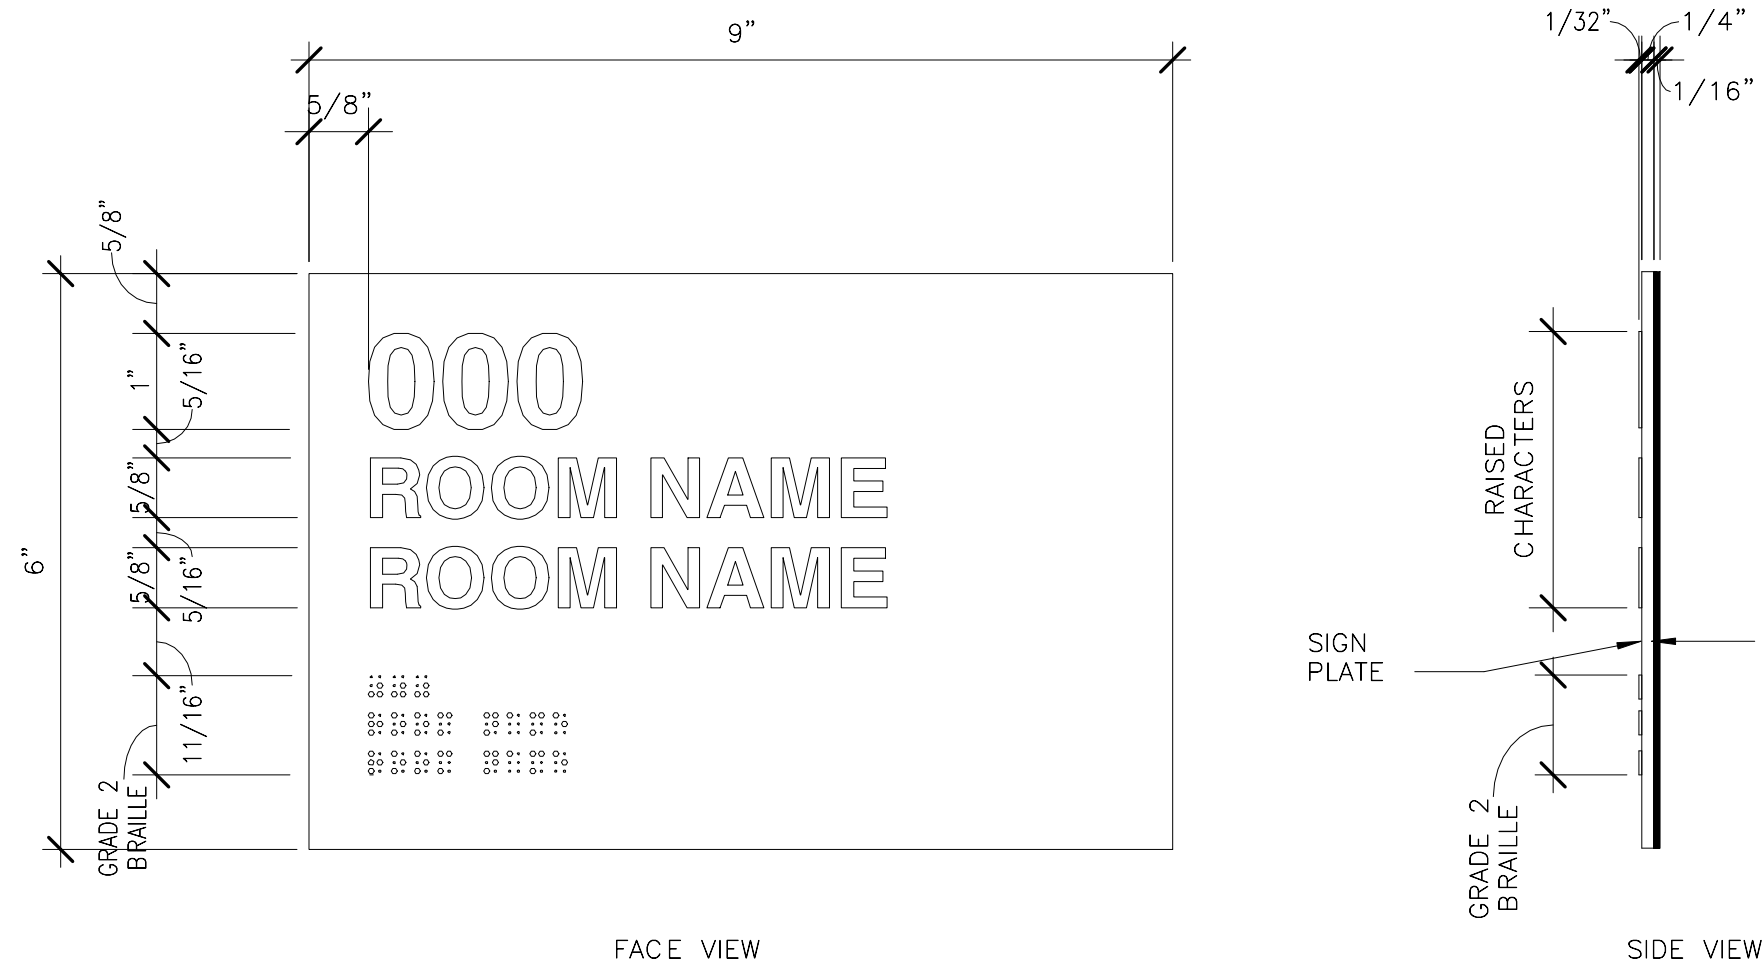 9”
1/32”
1/4”
5/8”
1/16”
5/8”
1”
5/16”
000
ROOM NAME
ROOM NAME
5/8”
5/8”
5/16”
6”
11/16”
GRADE 2
BRAILLE
RAISED
CHARACTERS
SIGN
PLATE
GRADE 2
BRAILLE
FACE VIEW
SIDE VIEW